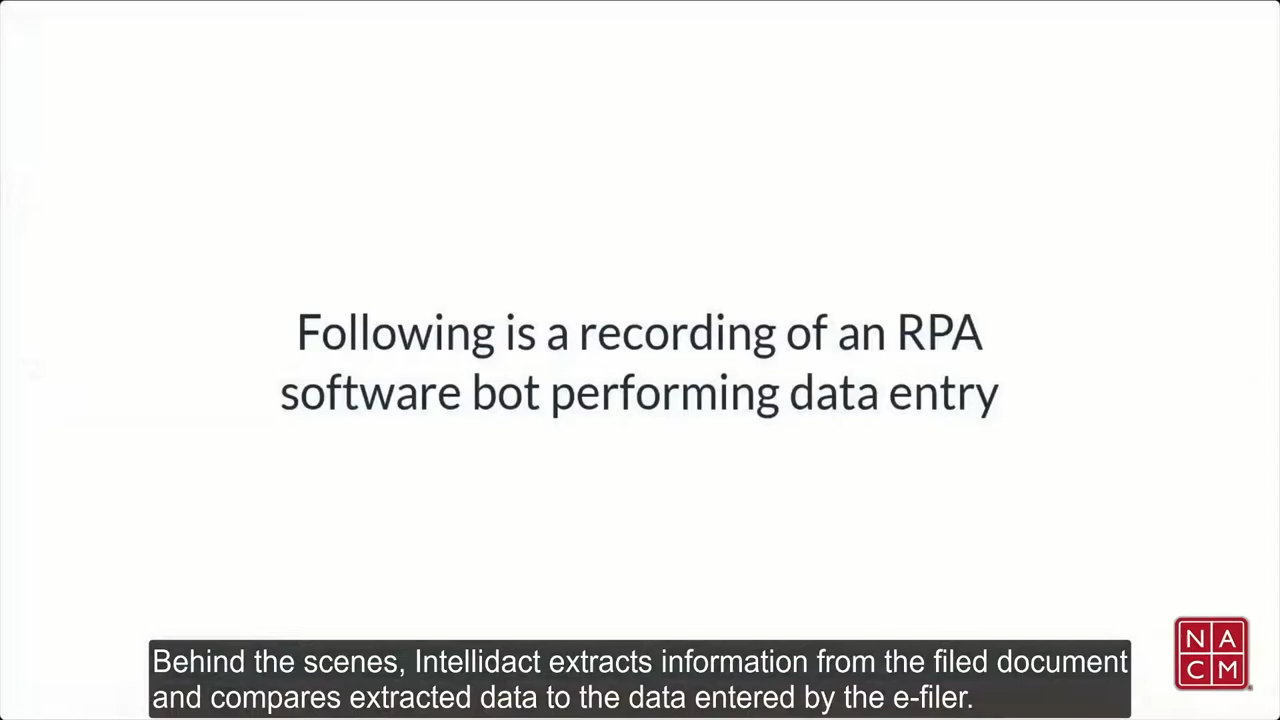 Following is a recording of an RPA
software bot performing data entry
Behind the scenes, Intellidact extracts information from the filed document
and compares extracted data to the data entered by the e-filer.
N A
C M